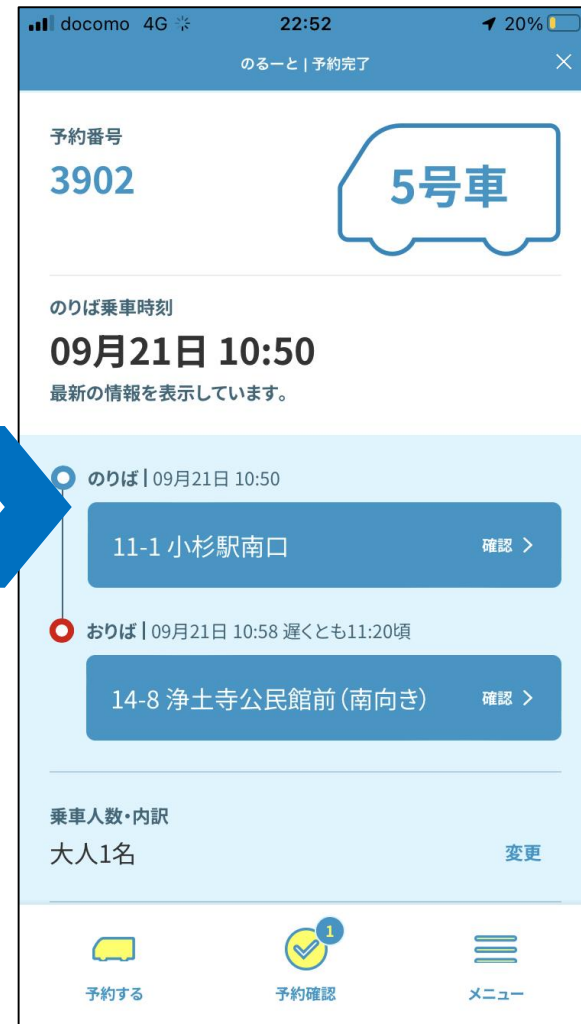 docomo 4G 22:52 20%
のるーと | 予約完了
予約番号
3902
5号車
のりば乗車時刻
09月21日 10:50
最新の情報を表示しています。
のりば | 09月21日 10:50
11-1 小杉駅南口 確認
おりば | 09月21日 10:58 遅くとも11:20頃
14-8 浄土寺公民館前（南向き） 確認
乗車人数・内訳
大人1名 変更
1
予約する 予約確認 メニュー